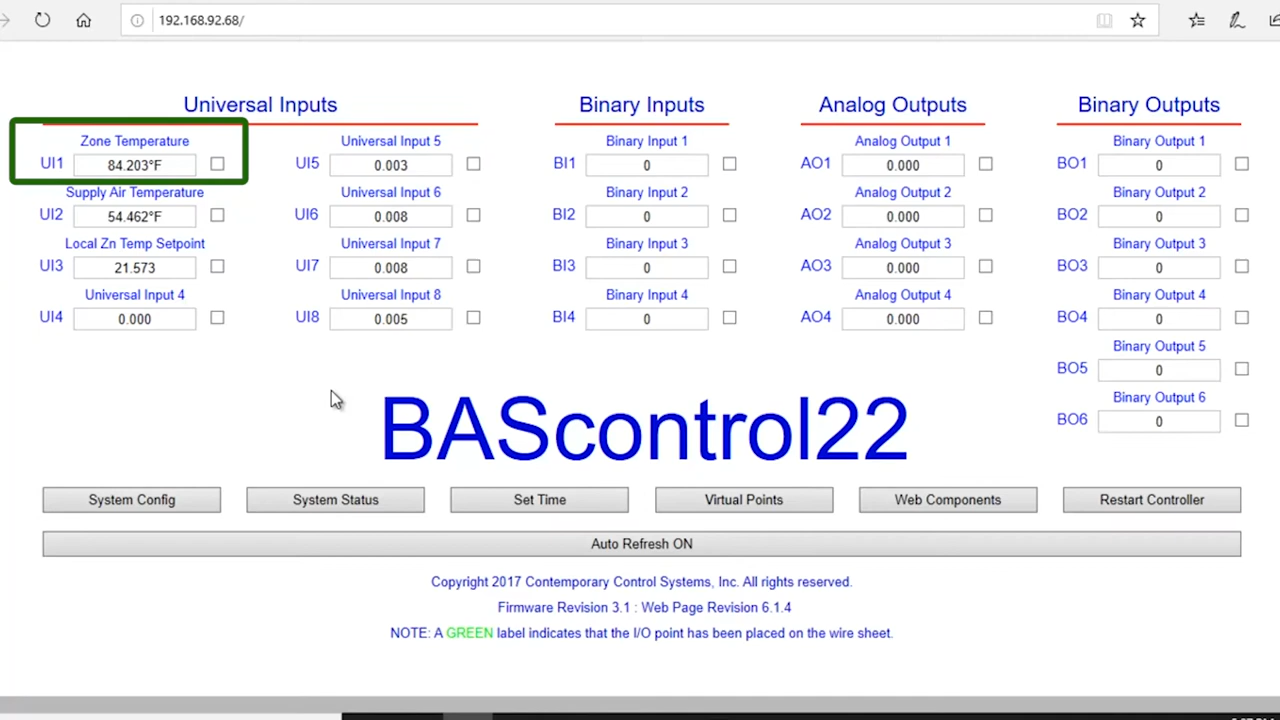 192.168.92.68/
Universal Inputs
Binary Inputs
Analog Outputs
Binary Outputs
Zone Temperature
UI1 84.203°F
Supply Air Temperature
UI2 54.462°F
Local Zn Temp Setpoint
UI3 21.573
Universal Input 4
UI4 0.000
Universal Input 5
UI5 0.003
Universal Input 6
UI6 0.008
Universal Input 7
UI7 0.008
Universal Input 8
UI8 0.005
Binary Input 1
BI1 0
Binary Input 2
BI2 0
Binary Input 3
BI3 0
Binary Input 4
BI4 0
Analog Output 1
AO1 0.000
Analog Output 2
AO2 0.000
Analog Output 3
AO3 0.000
Analog Output 4
AO4 0.000
Binary Output 1
BO1 0
Binary Output 2
BO2 0
Binary Output 3
BO3 0
Binary Output 4
BO4 0
Binary Output 5
BO5 0
Binary Output 6
BO6 0
BAScontrol22
System Config
System Status
Set Time
Virtual Points
Web Components
Restart Controller
Auto Refresh ON
Copyright 2017 Contemporary Control Systems, Inc. All rights reserved.
Firmware Revision 3.1 : Web Page Revision 6.1.4
NOTE: A GREEN label indicates that the I/O point has been placed on the wire sheet.